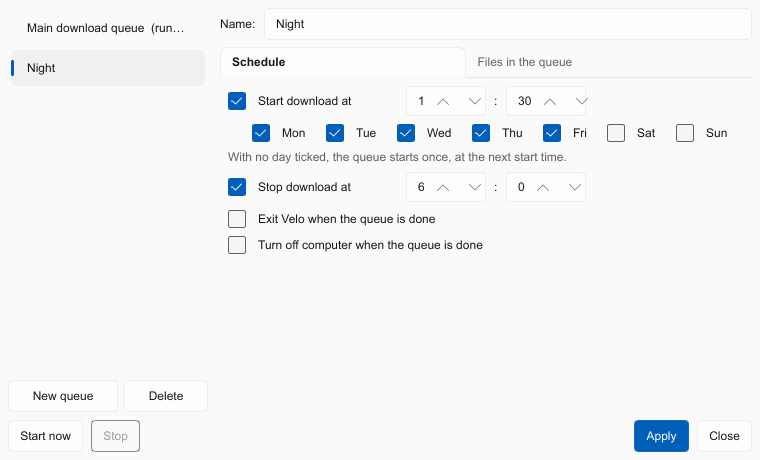 Main download queue  (run…
Night
Name:
Night
Schedule
Files in the queue
Start download at
1
:
30
Mon
Tue
Wed
Thu
Fri
Sat
Sun
With no day ticked, the queue starts once, at the next start time.
Stop download at
6
:
0
Exit Velo when the queue is done
Turn off computer when the queue is done
New queue
Delete
Start now
Stop
Apply
Close